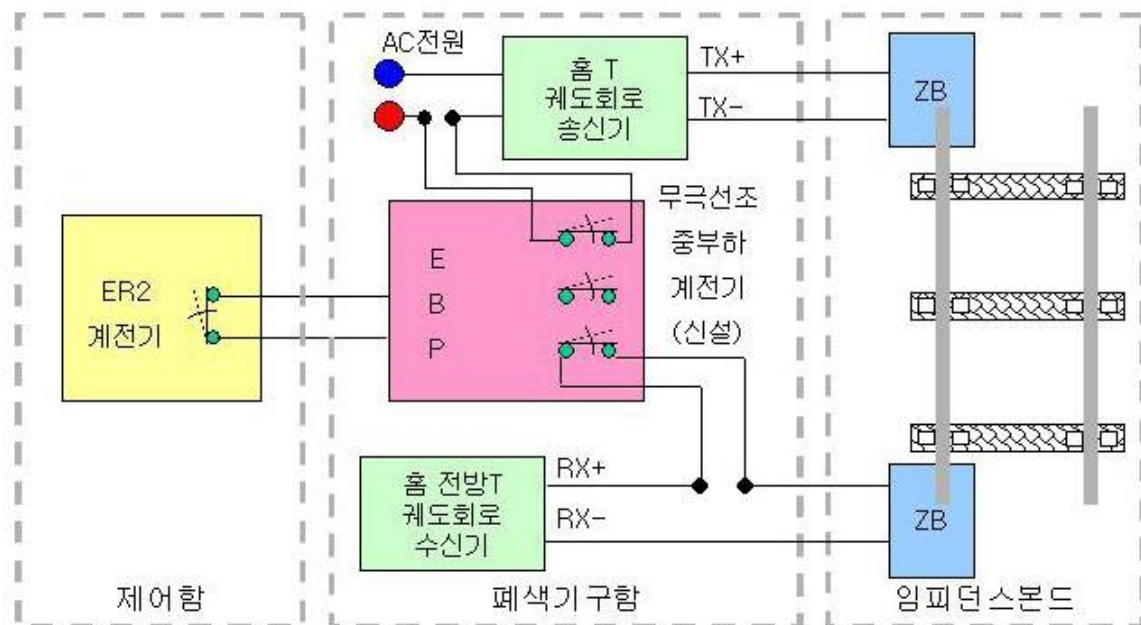 AC전원
홈 T
궤도회로
송신기
TX+
TX-
ZB
ER2
계전기
E
B
P
무극선조
중부하
계전기
(신설)
홈 전방T
궤도회로
수신기
RX+
RX-
ZB
제어함
폐색기구함
임피던스본드